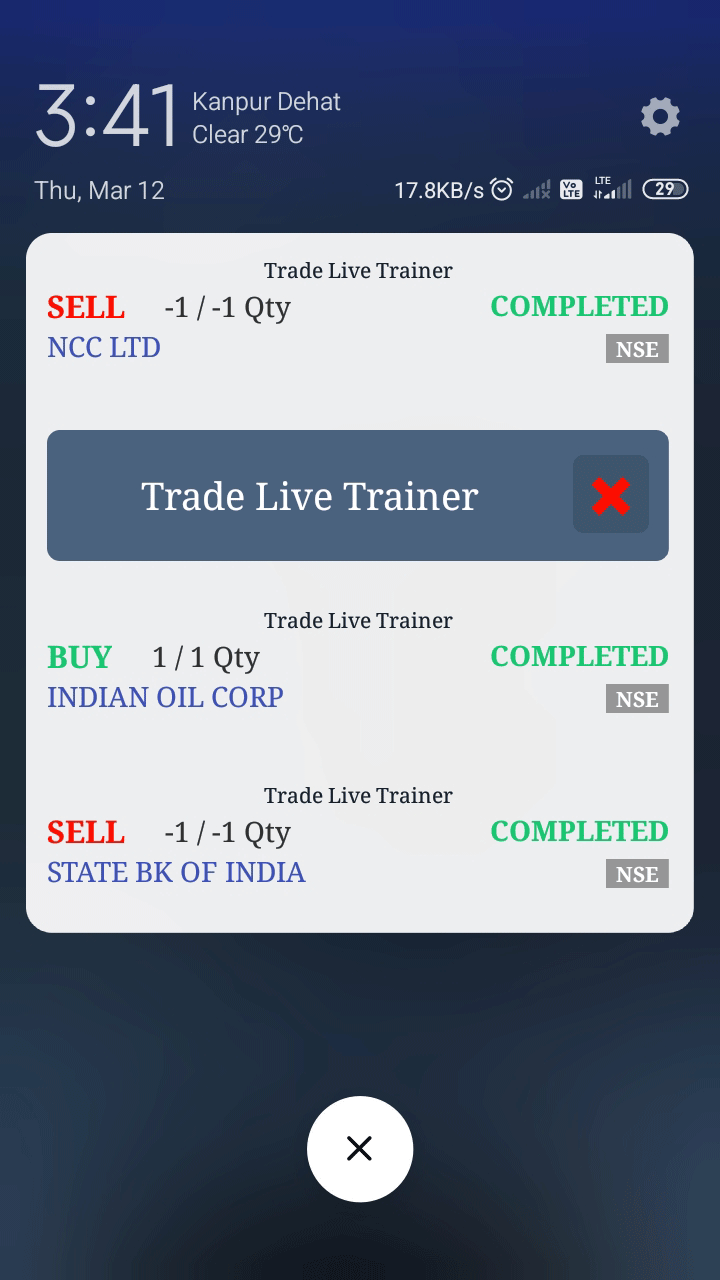 3:41
Kanpur Dehat
Clear 29℃
Thu, Mar 12
17.8KB/s Vo LTE LTE 29
Trade Live Trainer
SELL -1 / -1 Qty COMPLETED
NCC LTD NSE
Trade Live Trainer
Trade Live Trainer
BUY 1 / 1 Qty COMPLETED
INDIAN OIL CORP NSE
Trade Live Trainer
SELL -1 / -1 Qty COMPLETED
STATE BK OF INDIA NSE